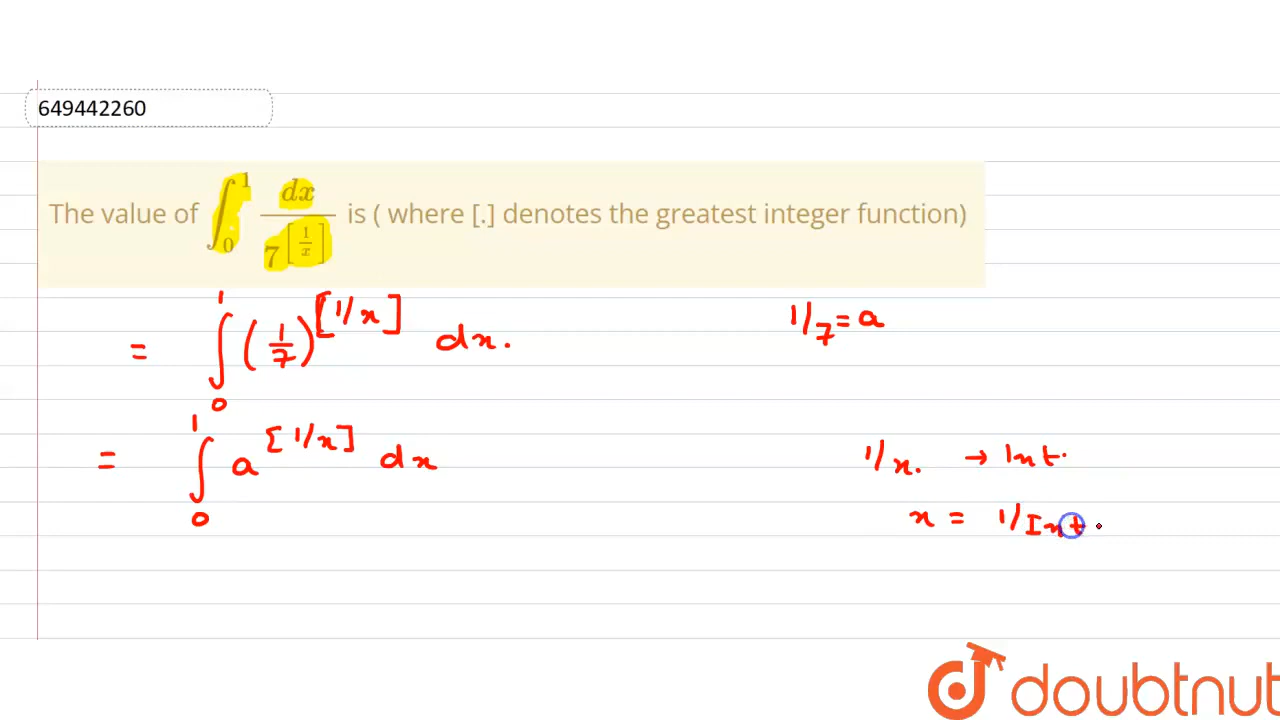 649442260
The value of ∫₀¹ dx / 7^[1/x] is ( where [.] denotes the greatest integer function)
= ∫₀¹ (1/7)^[1/x] dx.
1/7 = a
= ∫₀¹ a^[1/x] dx
1/x. → Int.
x = 1/Int.
doubtnut